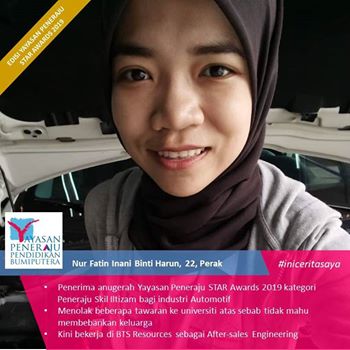 EDISI YAYASAN PENERAJU
STAR AWARDS 2019
YAYASAN
PENERAJU
PENDIDIKAN
BUMIPUTERA
Nur Fatin Inani Binti Harun, 22, Perak
#iniceritasaya
Penerima anugerah Yayasan Peneraju STAR Awards 2019 kategori
Peneraju Skil Iltizam bagi industri Automotif
Menolak beberapa tawaran ke universiti atas sebab tidak mahu
membebankan keluarga
Kini bekerja di BTS Resources sebagai After-sales Engineering